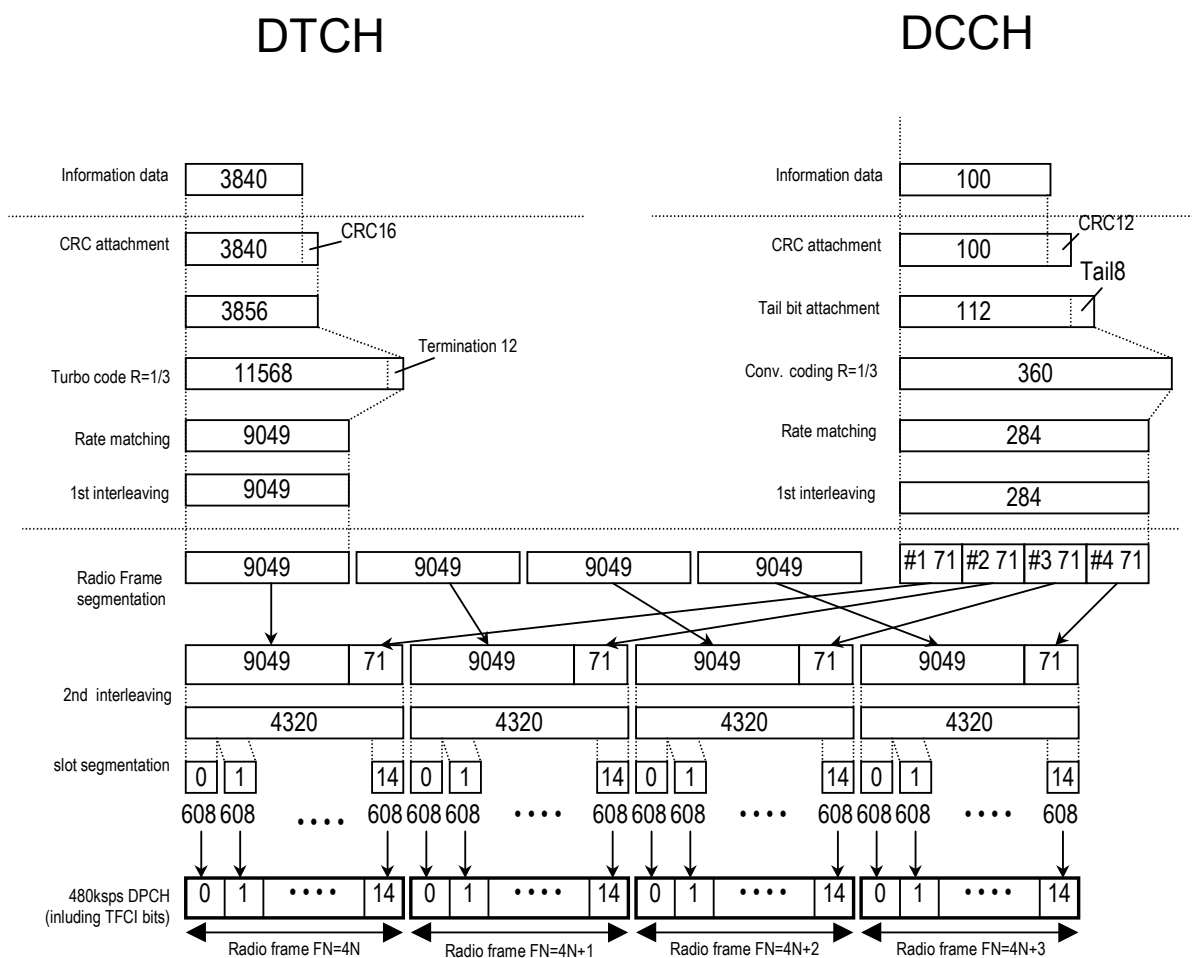 DTCH DCCH
Information data 3840 Information data 100
CRC attachment 3840 CRC16 CRC attachment 100 CRC12
3856 Tail bit attachment 112 Tail8
Turbo code R=1/3 11568 Termination 12 Conv. coding R=1/3 360
Rate matching 9049 Rate matching 284
1st interleaving 9049 1st interleaving 284
Radio Frame segmentation 9049 9049 9049 9049 #1 71 #2 71 #3 71 #4 71
9049 71 9049 71 9049 71 9049 71
2nd interleaving
4320 4320 4320 4320
slot segmentation 0 1 14 0 1 14 0 1 14 0 1 14
608 608 •••• 608 608 608 •••• 608 608 608 •••• 608 608 608 •••• 608
480ksps DPCH (inluding TFCI bits) 0 1 •••• 14 0 1 •••• 14 0 1 •••• 14 0 1 •••• 14
Radio frame FN=4N Radio frame FN=4N+1 Radio frame FN=4N+2 Radio frame FN=4N+3